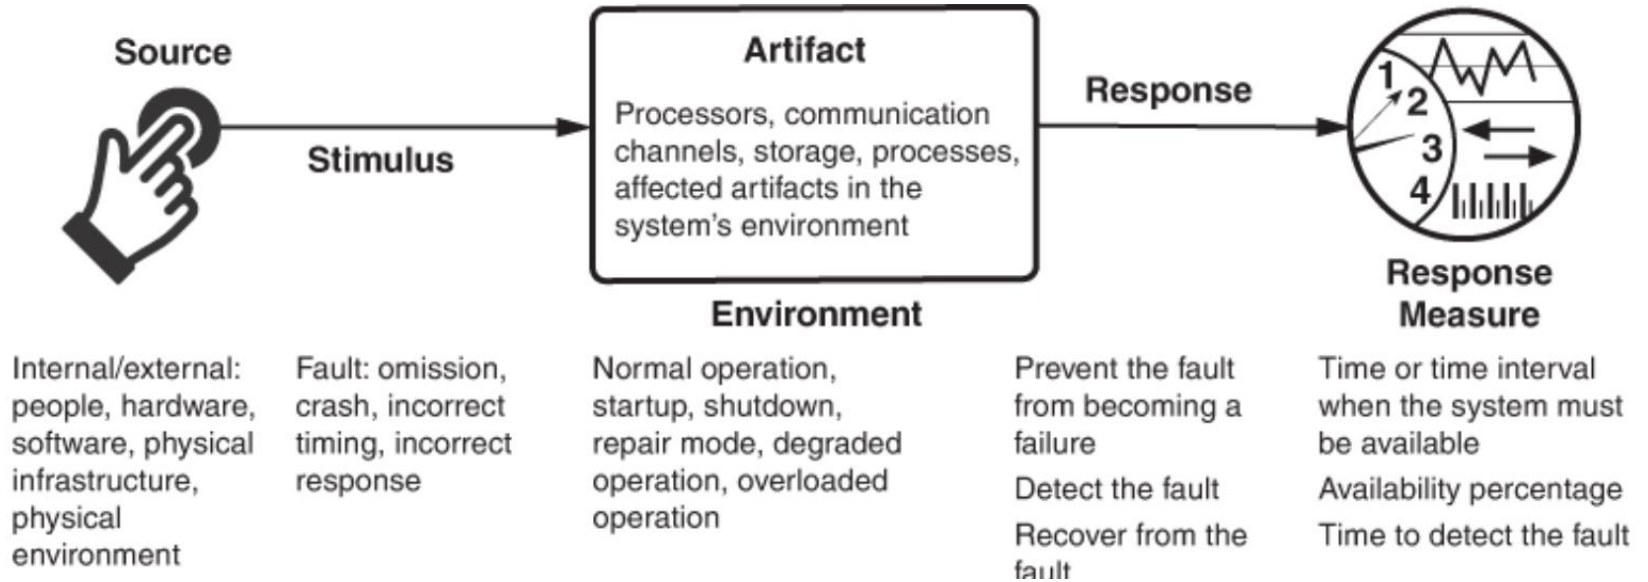 Source
Stimulus
Artifact
Processors, communication
channels, storage, processes,
affected artifacts in the
system's environment
Environment
Response
1
2
3
4
Response
Measure
Internal/external:
people, hardware,
software, physical
infrastructure,
physical
environment
Fault: omission,
crash, incorrect
timing, incorrect
response
Normal operation,
startup, shutdown,
repair mode, degraded
operation, overloaded
operation
Prevent the fault
from becoming a
failure
Detect the fault
Recover from the
fault
Time or time interval
when the system must
be available
Availability percentage
Time to detect the fault